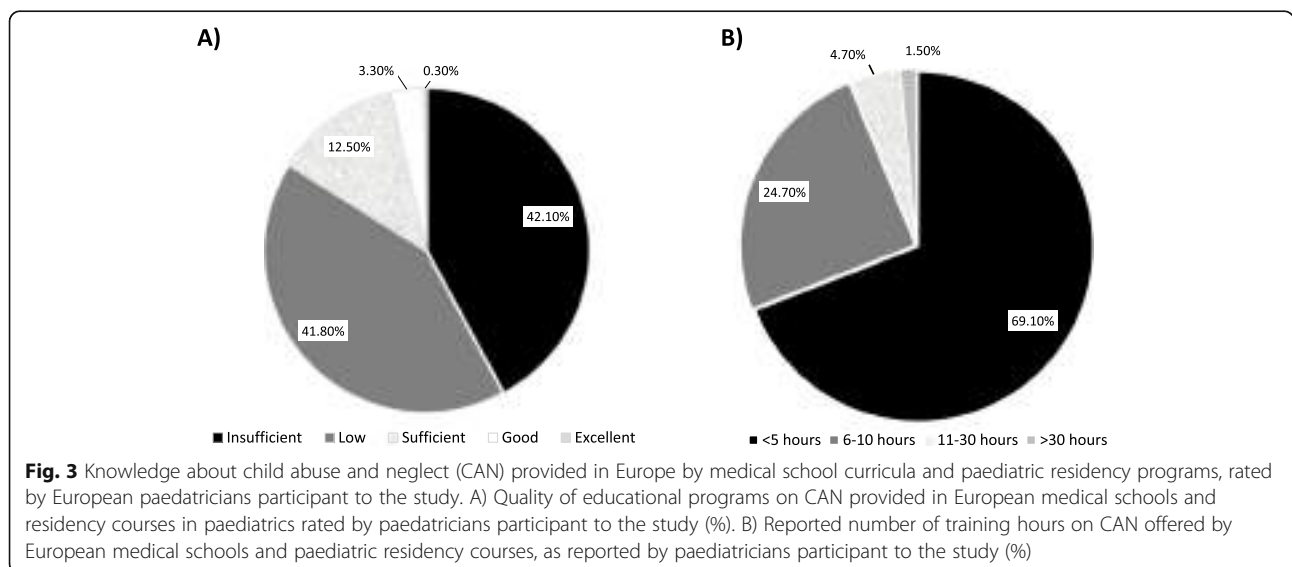 A)
B)
3.30%
0.30%
4.70%
1.50%
12.50%
24.70%
42.10%
41.80%
69.10%
Insufficient Low Sufficient Good Excellent
<5 hours 6-10 hours 11-30 hours >30 hours
Fig. 3 Knowledge about child abuse and neglect (CAN) provided in Europe by medical school curricula and paediatric residency programs, rated
by European paedatricians participant to the study. A) Quality of educational programs on CAN provided in European medical schools and
residency courses in paediatrics rated by paedatricians participant to the study (%). B) Reported number of training hours on CAN offered by
European medical schools and paediatric residency courses, as reported by paediatricians participant to the study (%)